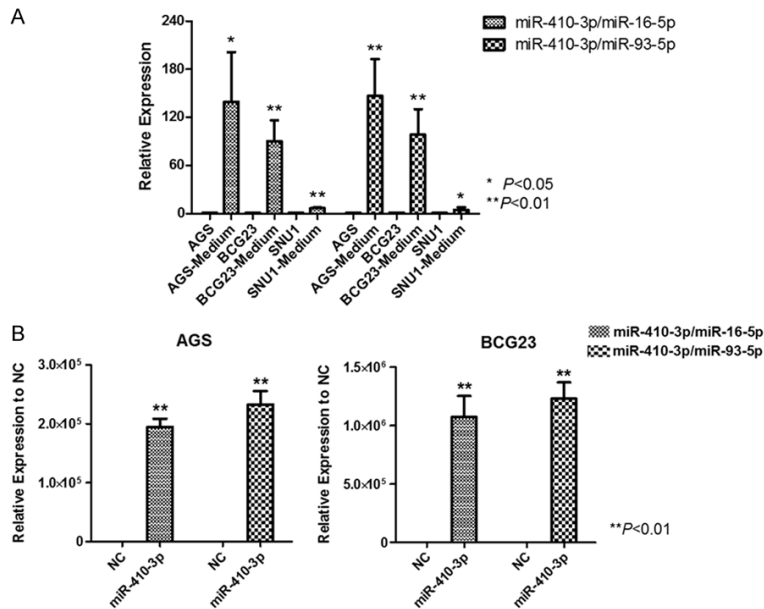 A
miR-410-3p/miR-16-5p
miR-410-3p/miR-93-5p
Relative Expression
240
180
120
60
0
*
**
**
**
**
*
AGS
AGS-Medium
BCG23
BCG23-Medium
SNU1
SNU1-Medium
AGS
AGS-Medium
BCG23
BCG23-Medium
SNU1
SNU1-Medium
* P<0.05
**P<0.01
B
miR-410-3p/miR-16-5p
miR-410-3p/miR-93-5p
AGS
Relative Expression to NC
3.0×10⁵
2.0×10⁵
1.0×10⁵
0
**
**
NC
miR-410-3p
NC
miR-410-3p
BCG23
Relative Expression to NC
1.5×10⁶
1.0×10⁶
5.0×10⁵
0
**
**
NC
miR-410-3p
NC
miR-410-3p
**P<0.01